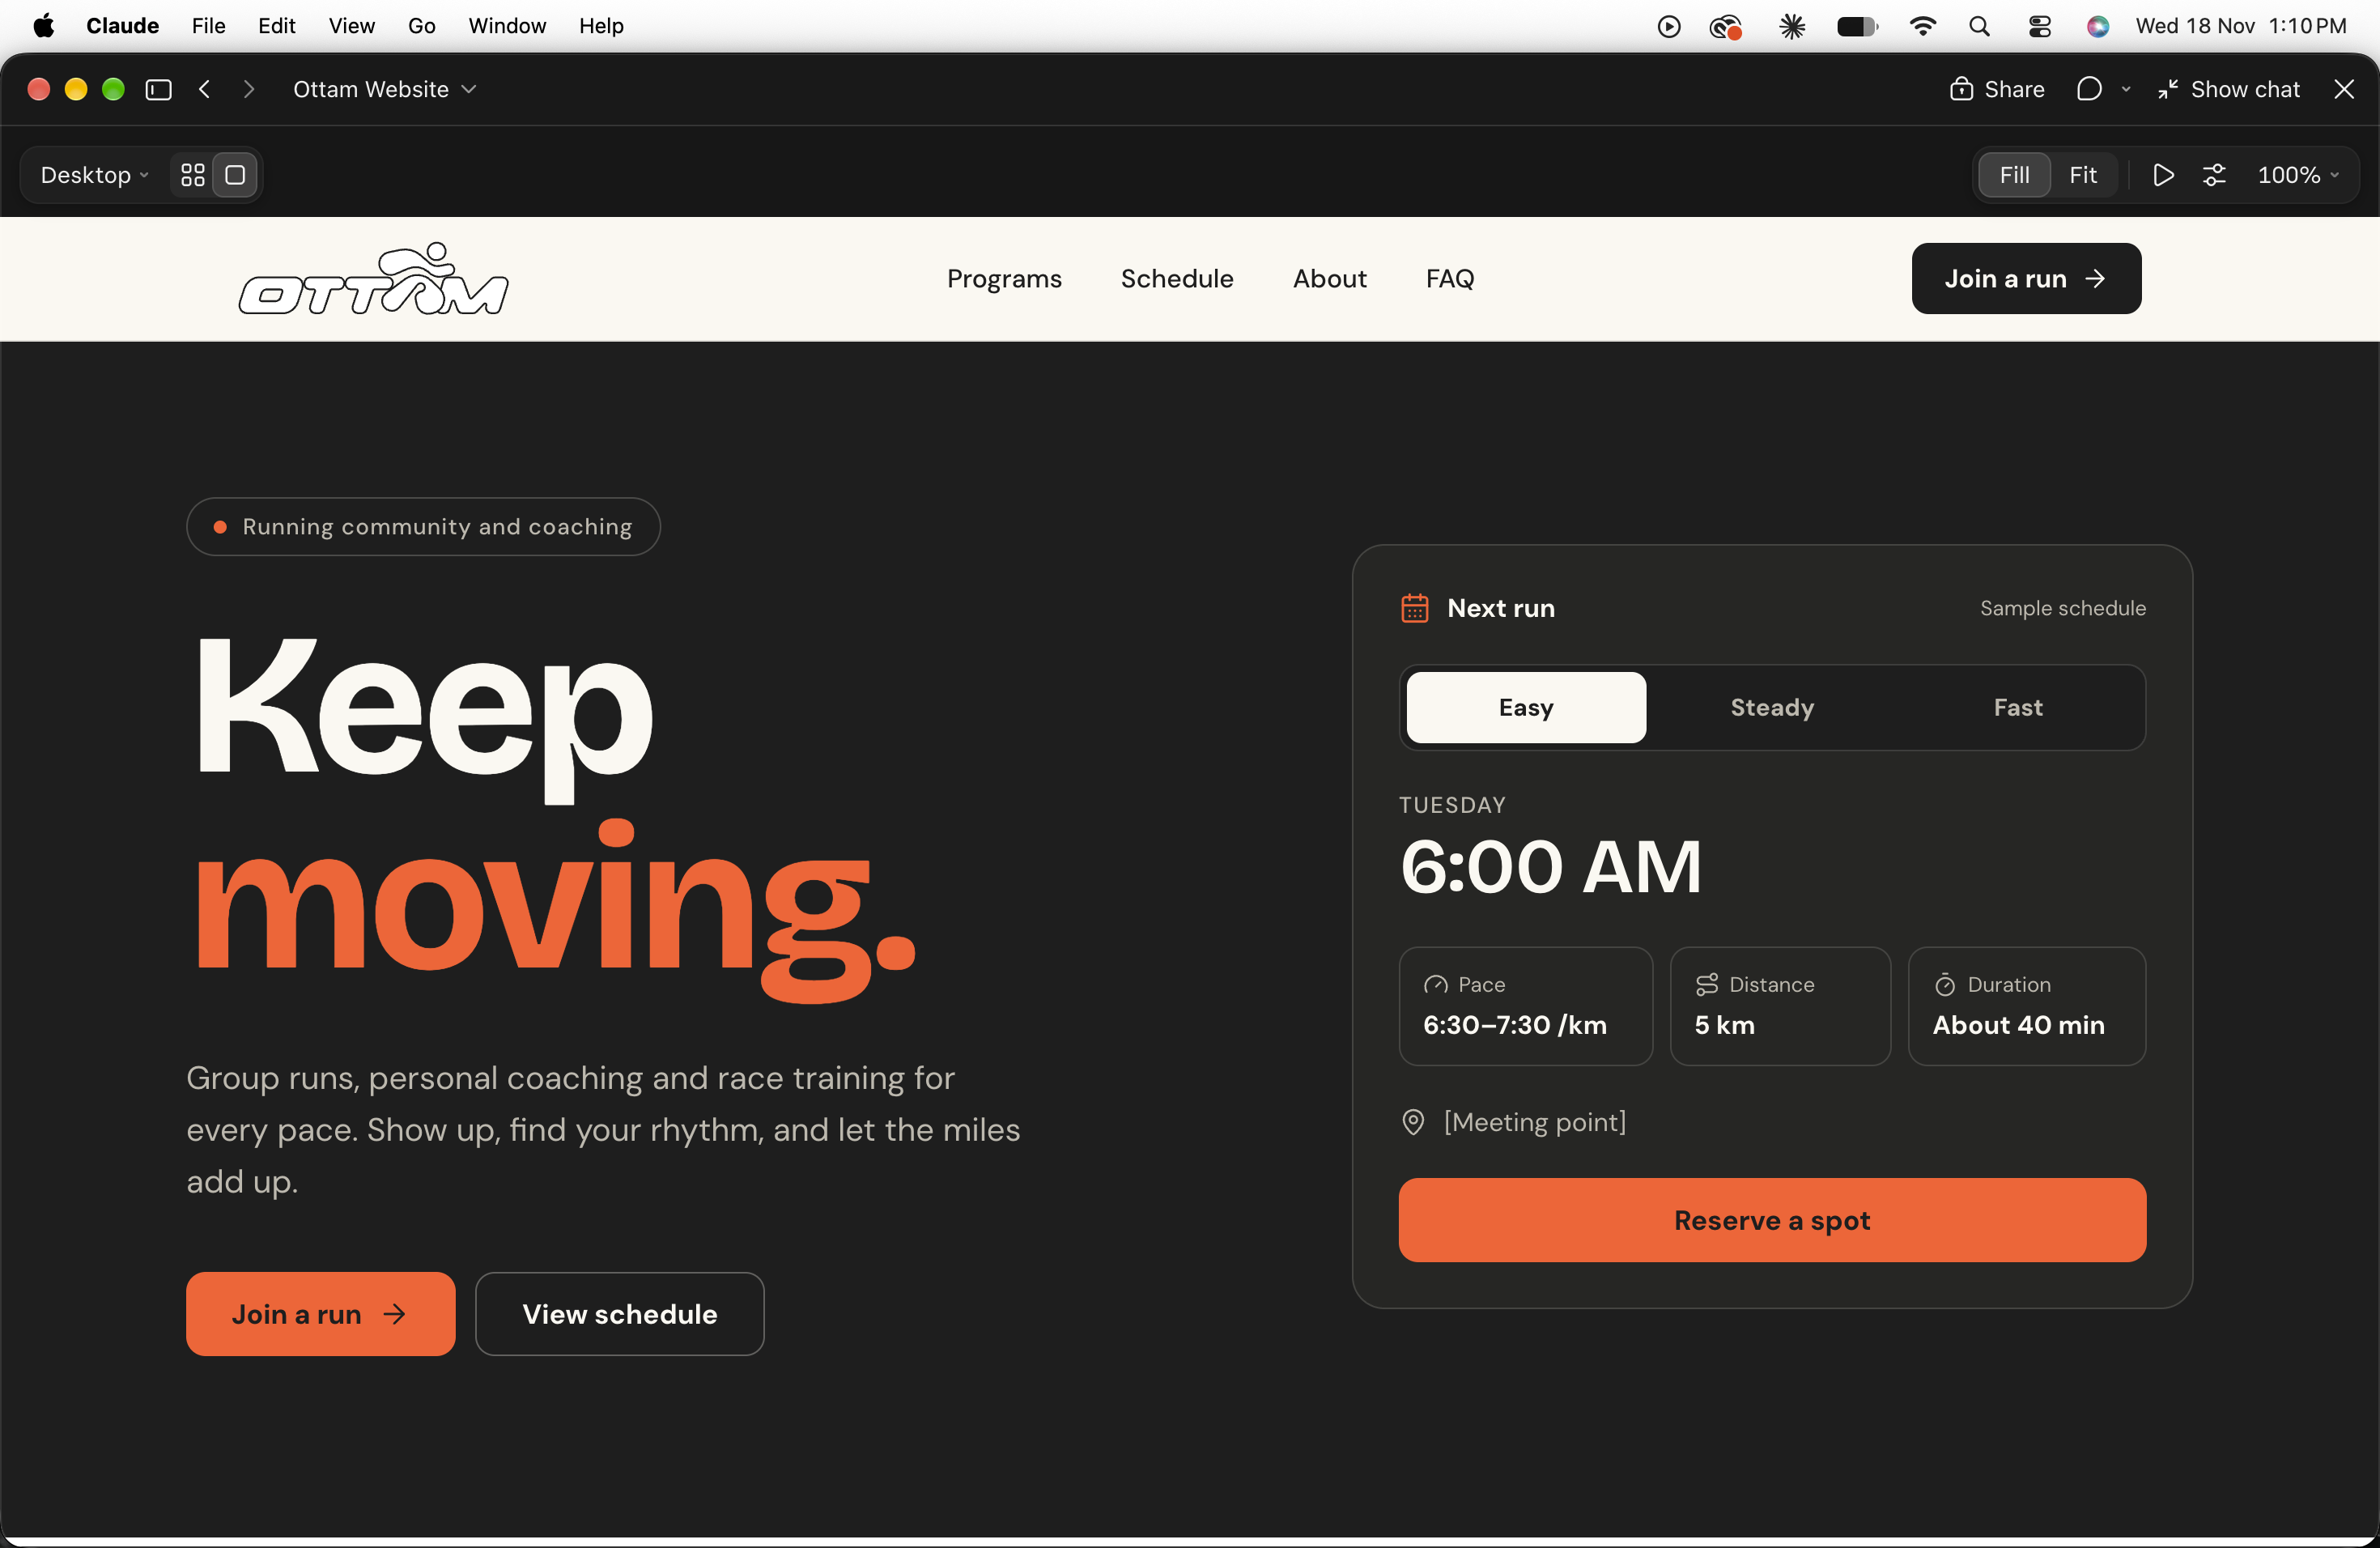 Claude File Edit View Go Window Help Wed 18 Nov 1:10 PM
Ottam Website Share Show chat
Desktop Fill Fit 100%
OTTAM Programs Schedule About FAQ Join a run
Running community and coaching
Keep
moving.
Group runs, personal coaching and race training for
every pace. Show up, find your rhythm, and let the miles
add up.
Join a run View schedule
Next run Sample schedule
Easy Steady Fast
TUESDAY
6:00 AM
Pace Distance Duration
6:30–7:30 /km 5 km About 40 min
[Meeting point]
Reserve a spot